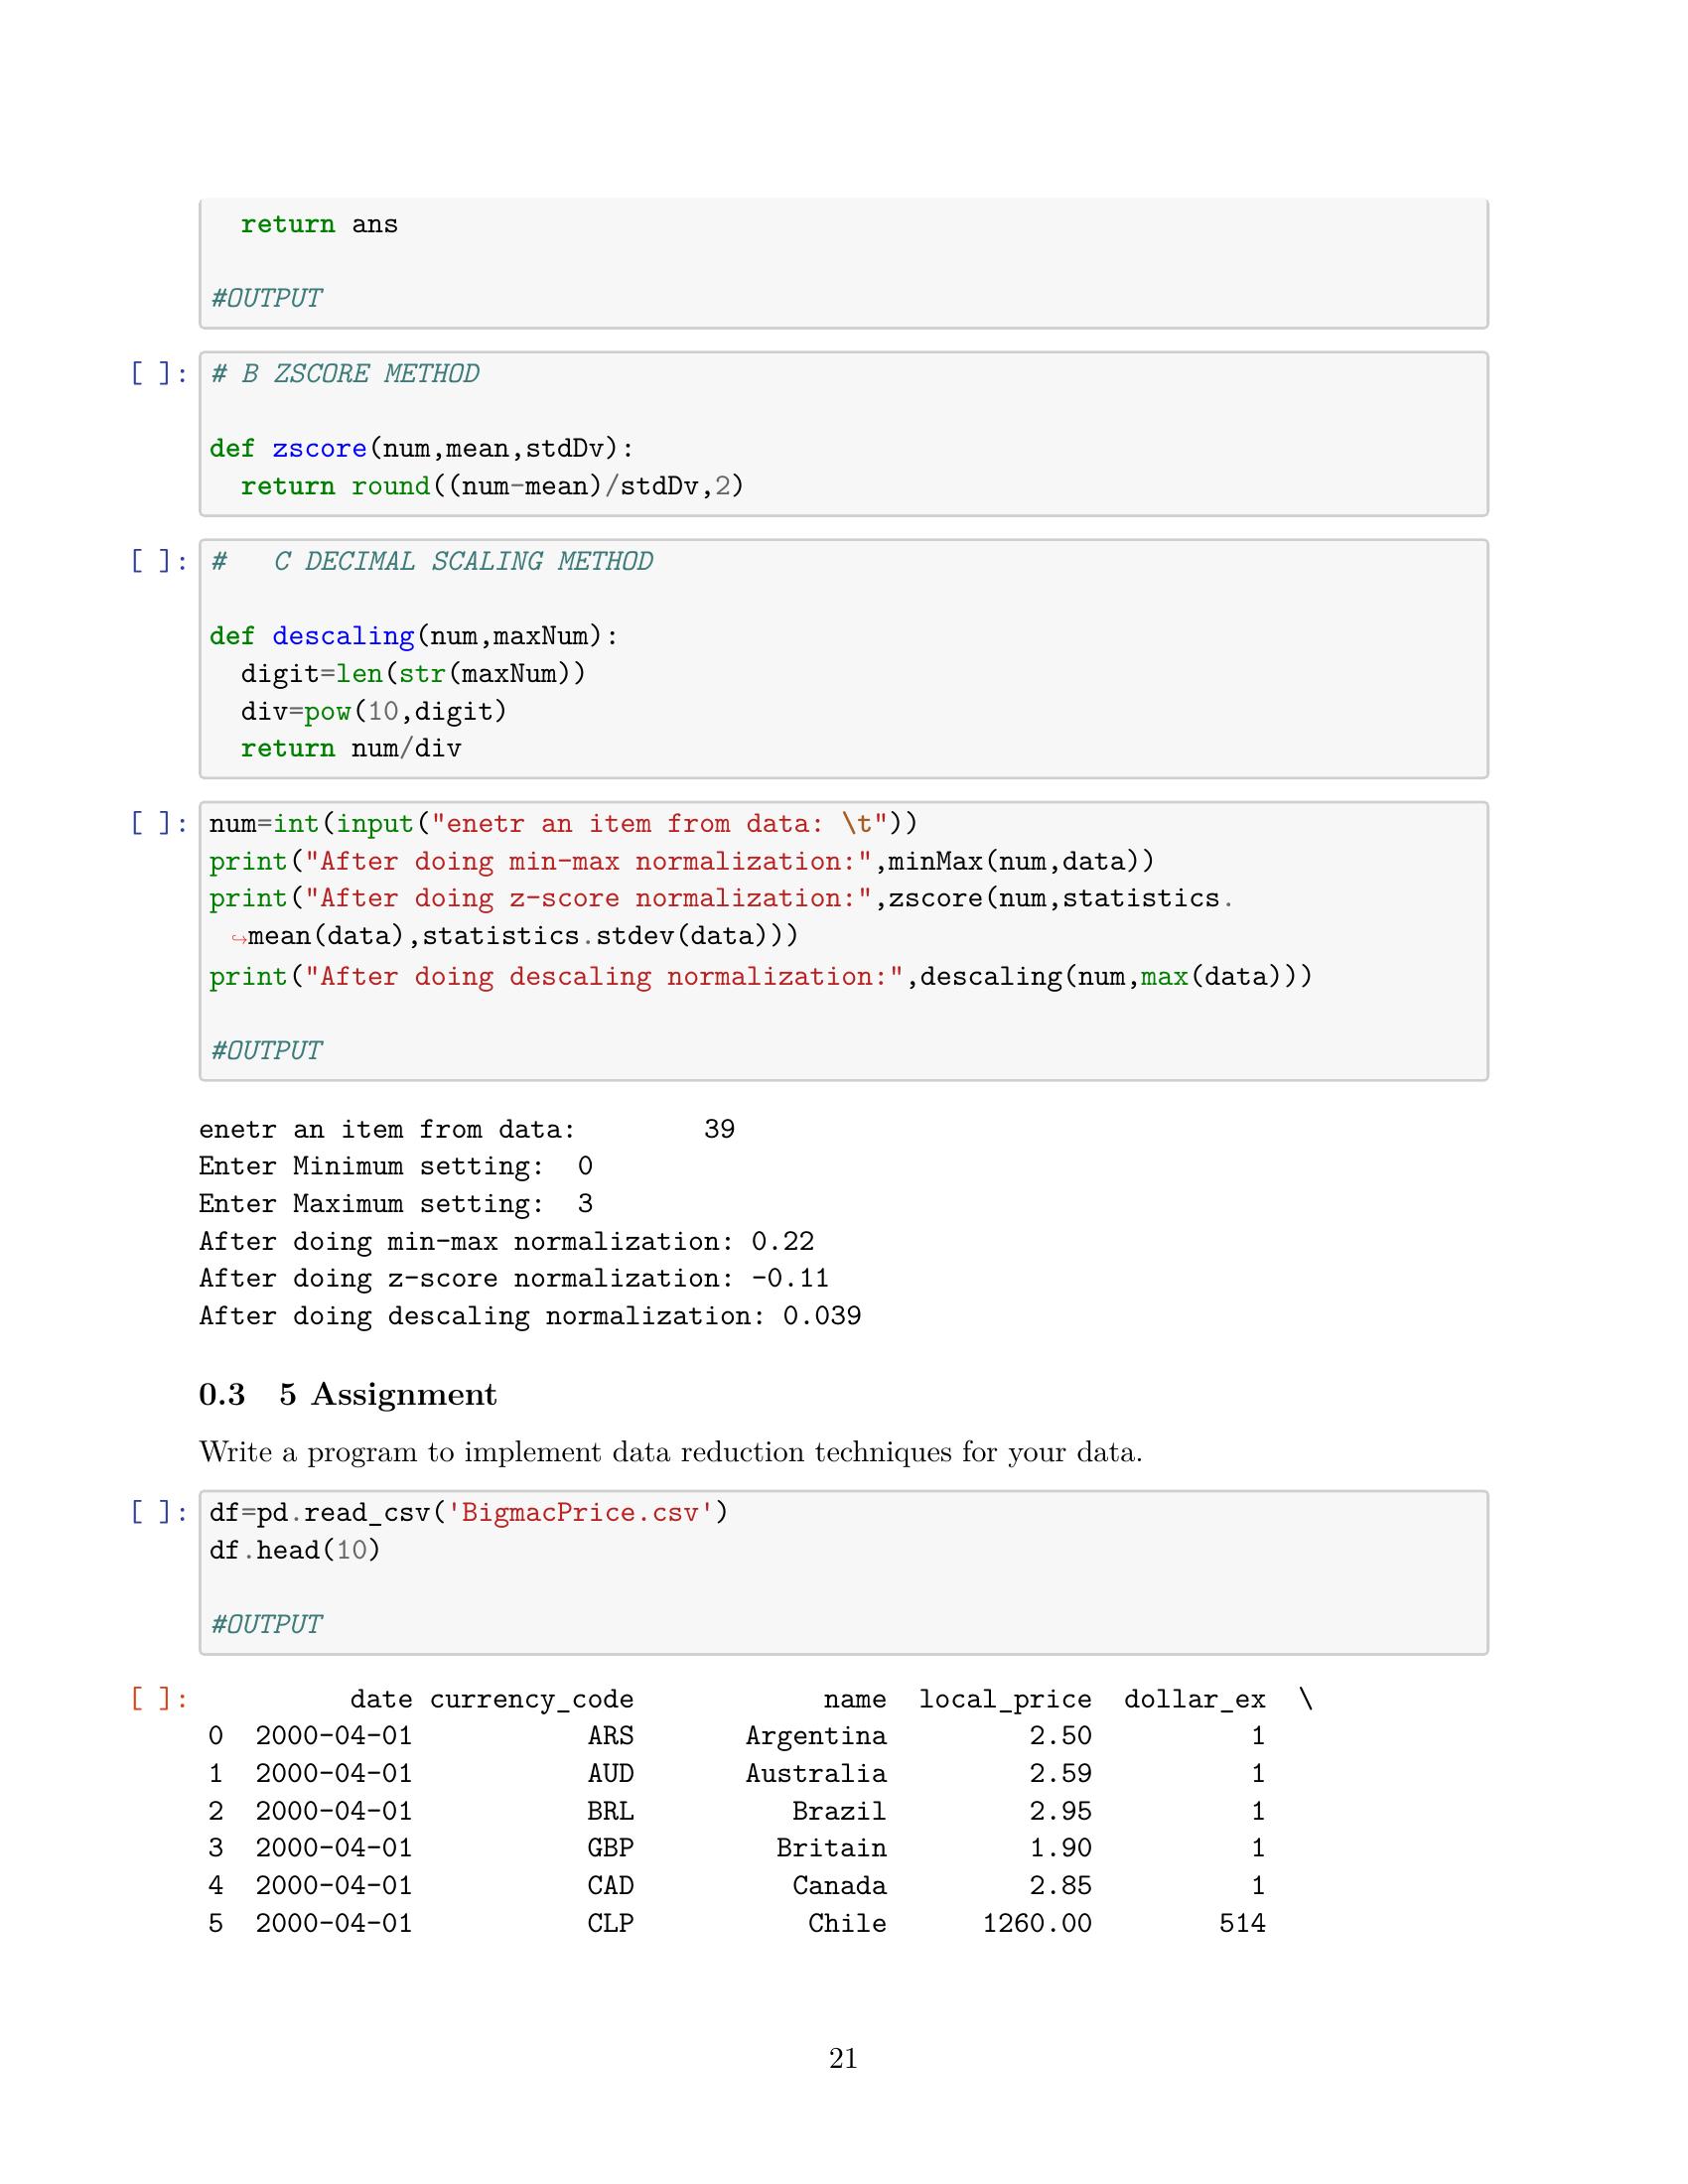 return ans
#OUTPUT
[ ]: # B ZSCORE METHOD
def zscore(num,mean,stdDv):
  return round((num-mean)/stdDv,2)
[ ]: #   C DECIMAL SCALING METHOD
def descaling(num,maxNum):
  digit=len(str(maxNum))
  div=pow(10,digit)
  return num/div
[ ]: num=int(input("enetr an item from data: \t"))
print("After doing min-max normalization:",minMax(num,data))
print("After doing z-score normalization:",zscore(num,statistics.
↪mean(data),statistics.stdev(data)))
print("After doing descaling normalization:",descaling(num,max(data)))
#OUTPUT
enetr an item from data:        39
Enter Minimum setting:  0
Enter Maximum setting:  3
After doing min-max normalization: 0.22
After doing z-score normalization: -0.11
After doing descaling normalization: 0.039
0.3 5 Assignment
Write a program to implement data reduction techniques for your data.
[ ]: df=pd.read_csv('BigmacPrice.csv')
df.head(10)
#OUTPUT
[ ]:          date currency_code            name  local_price  dollar_ex  \
0  2000-04-01           ARS       Argentina         2.50          1
1  2000-04-01           AUD       Australia         2.59          1
2  2000-04-01           BRL          Brazil         2.95          1
3  2000-04-01           GBP         Britain         1.90          1
4  2000-04-01           CAD          Canada         2.85          1
5  2000-04-01           CLP           Chile      1260.00        514
21